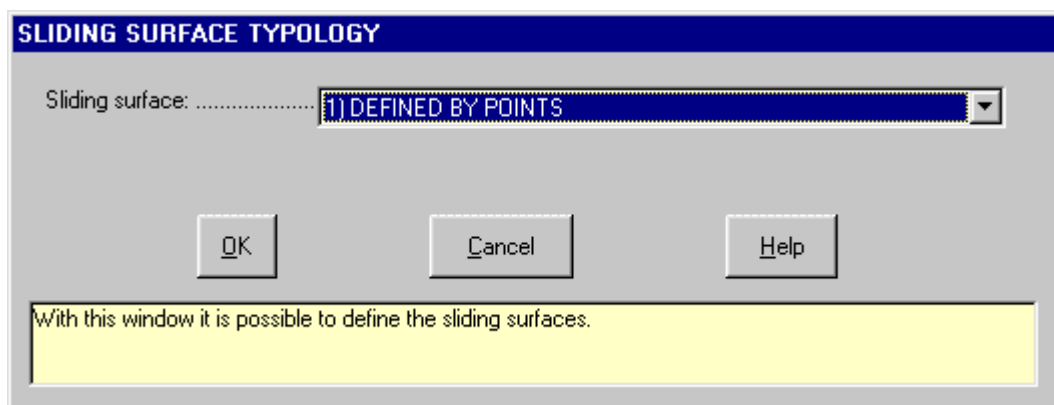 SLIDING SURFACE TYPOLOGY
Sliding surface: .................... 1) DEFINED BY POINTS
OK Cancel Help
With this window it is possible to define the sliding surfaces.